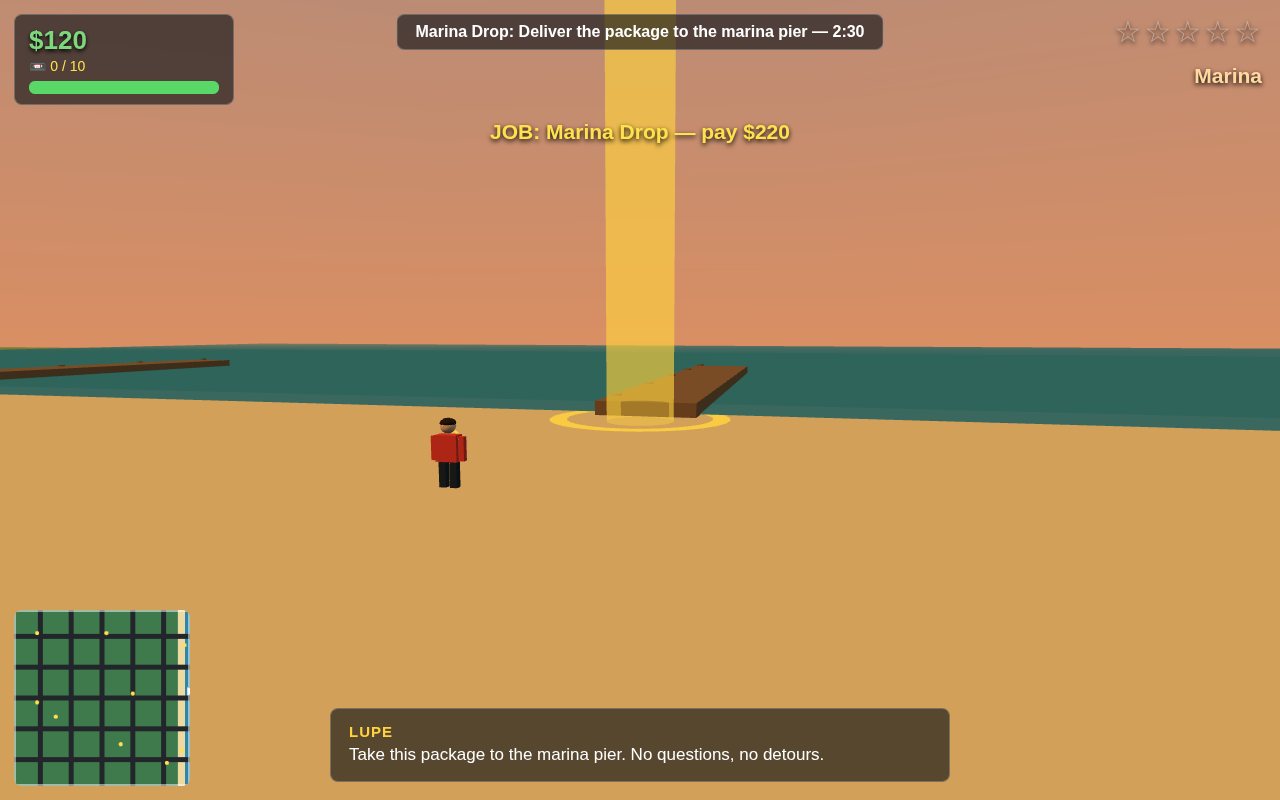 $120
0 / 10
Marina Drop: Deliver the package to the marina pier — 2:30
Marina
JOB: Marina Drop — pay $220
LUPE
Take this package to the marina pier. No questions, no detours.